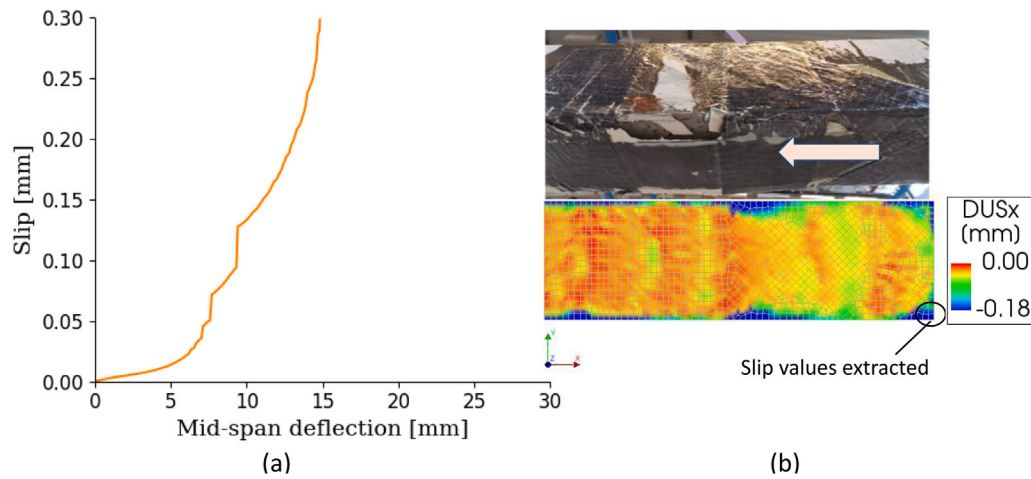 0.30
0.25
0.20
0.15
0.10
0.05
0.00
Slip [mm]
0 5 10 15 20 25 30
Mid-span deflection [mm]
(a)
DUSx
(mm)
0.00
-0.18
Y
Z X
Slip values extracted
(b)